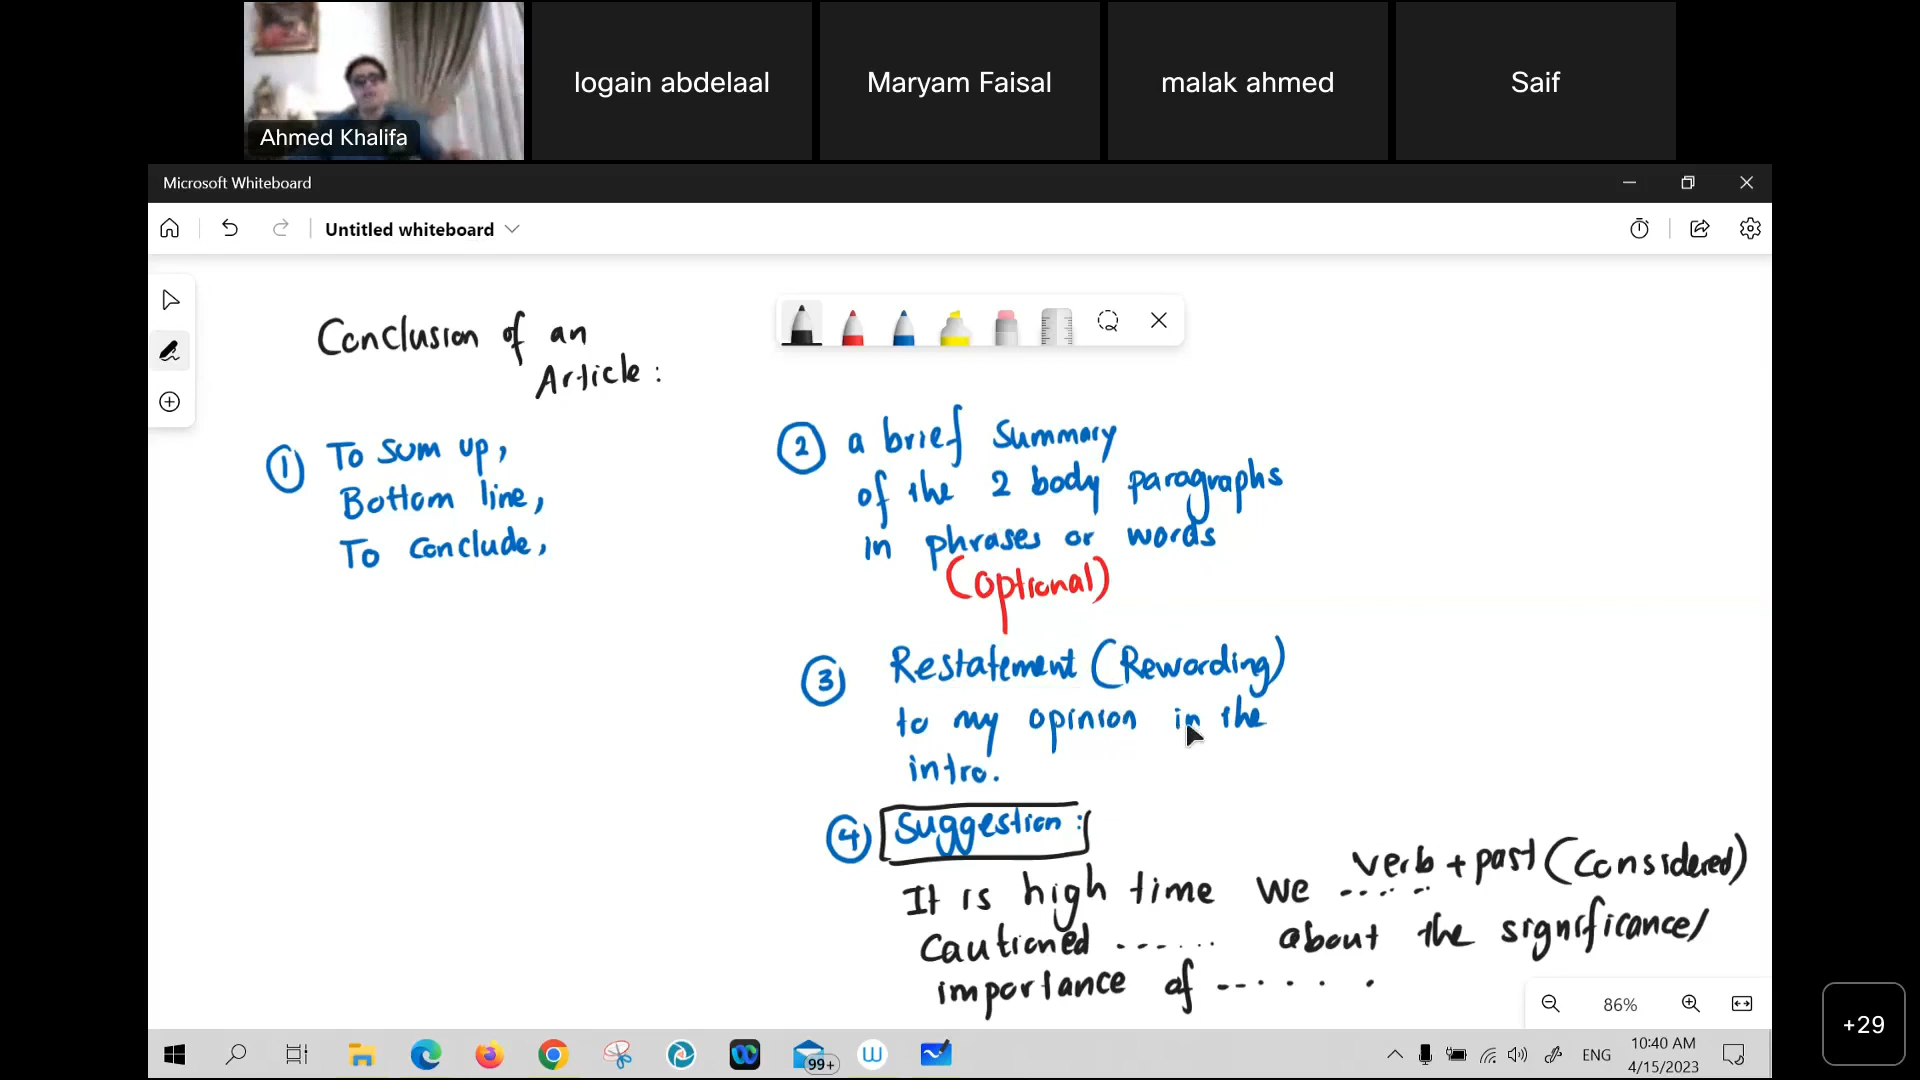 Ahmed Khalifa
logain abdelaal
Maryam Faisal
malak ahmed
Saif
Microsoft Whiteboard
Untitled whiteboard
Conclusion of an
Article:
1 To sum up,
Bottom line,
To conclude,
2 a brief summary
of the 2 body paragraphs
in phrases or words
(optional)
3 Restatement (Rewording)
to my opinion in the
intro.
4 Suggestion:
verb + past (Considered)
It is high time we ......
Cautioned ...... about the significance/
importance of ......
86%
+29
99+
ENG
10:40 AM
4/15/2023